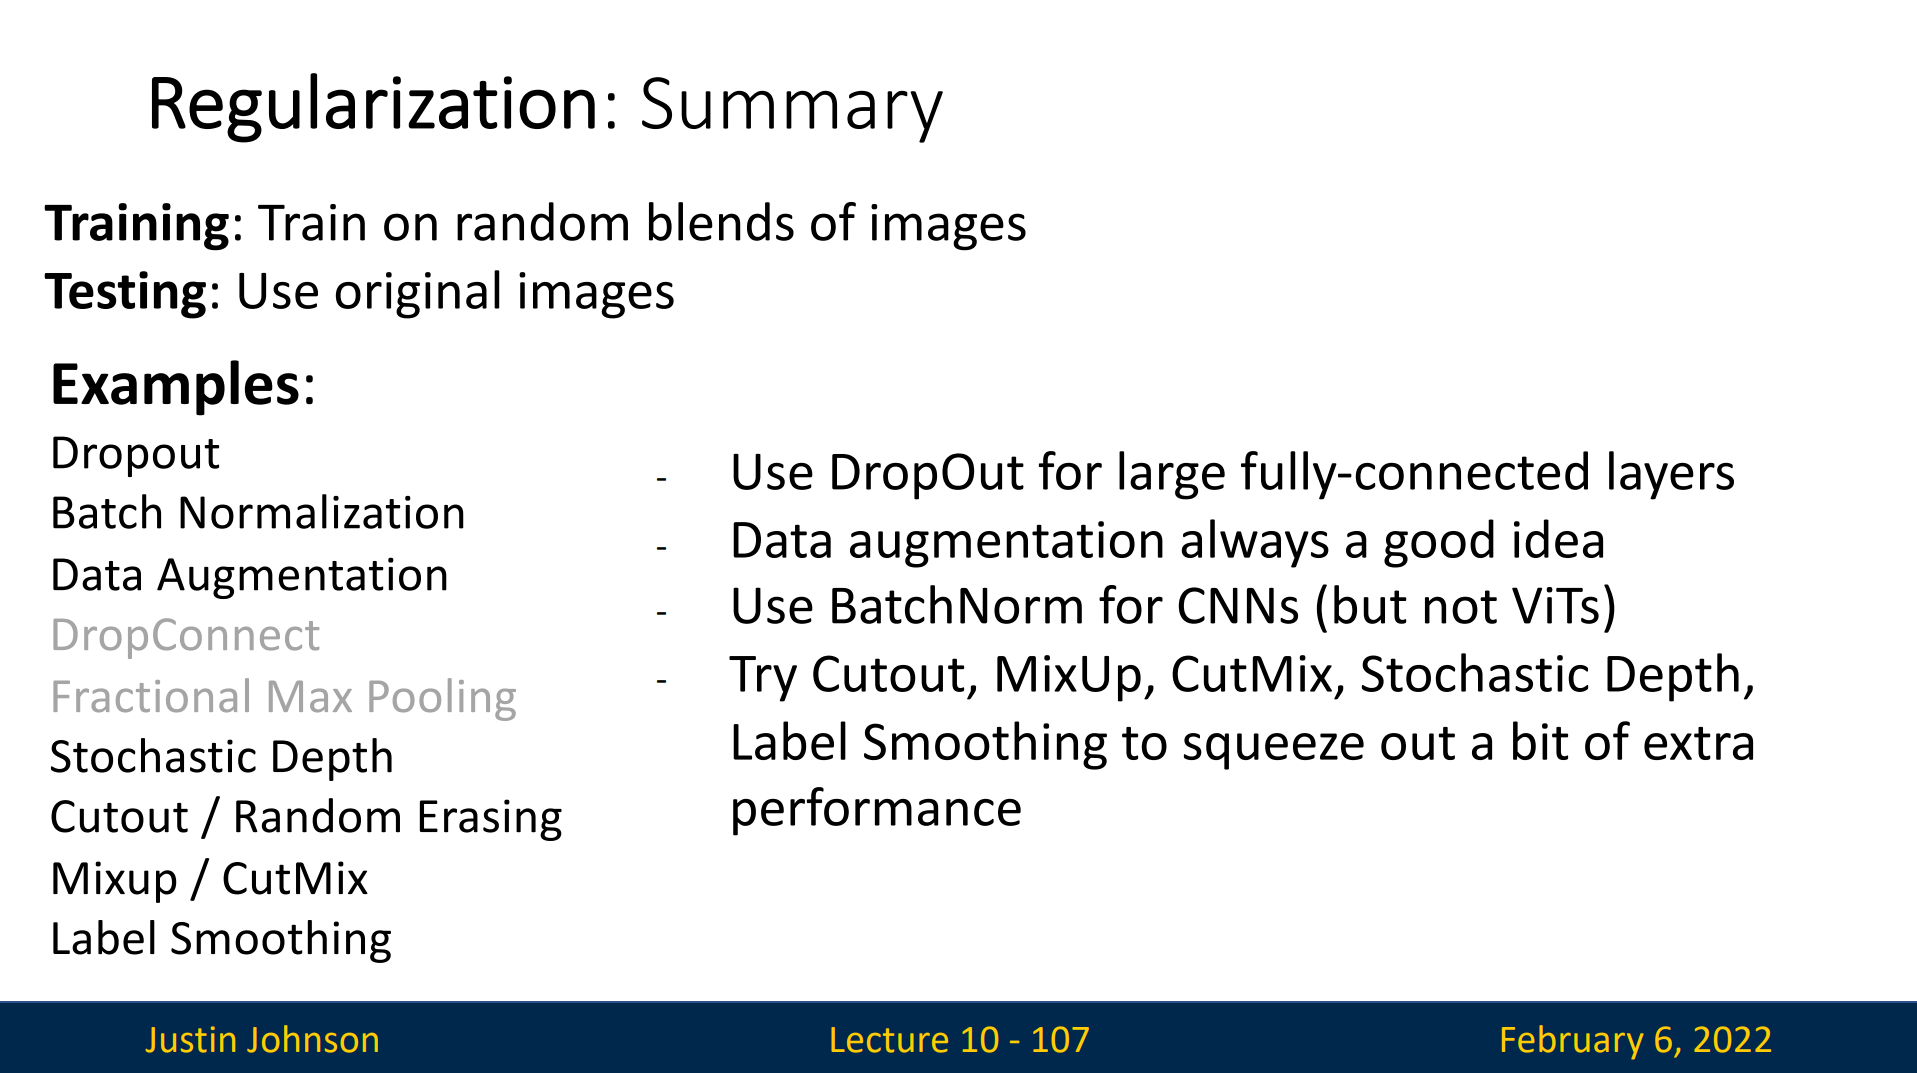 Regularization: Summary
Training: Train on random blends of images
Testing: Use original images
Examples:
Dropout
Batch Normalization
Data Augmentation
DropConnect
Fractional Max Pooling
Stochastic Depth
Cutout / Random Erasing
Mixup / CutMix
Label Smoothing
- Use DropOut for large fully-connected layers
- Data augmentation always a good idea
- Use BatchNorm for CNNs (but not ViTs)
- Try Cutout, MixUp, CutMix, Stochastic Depth,
Label Smoothing to squeeze out a bit of extra
performance
Justin Johnson
Lecture 10 - 107
February 6, 2022